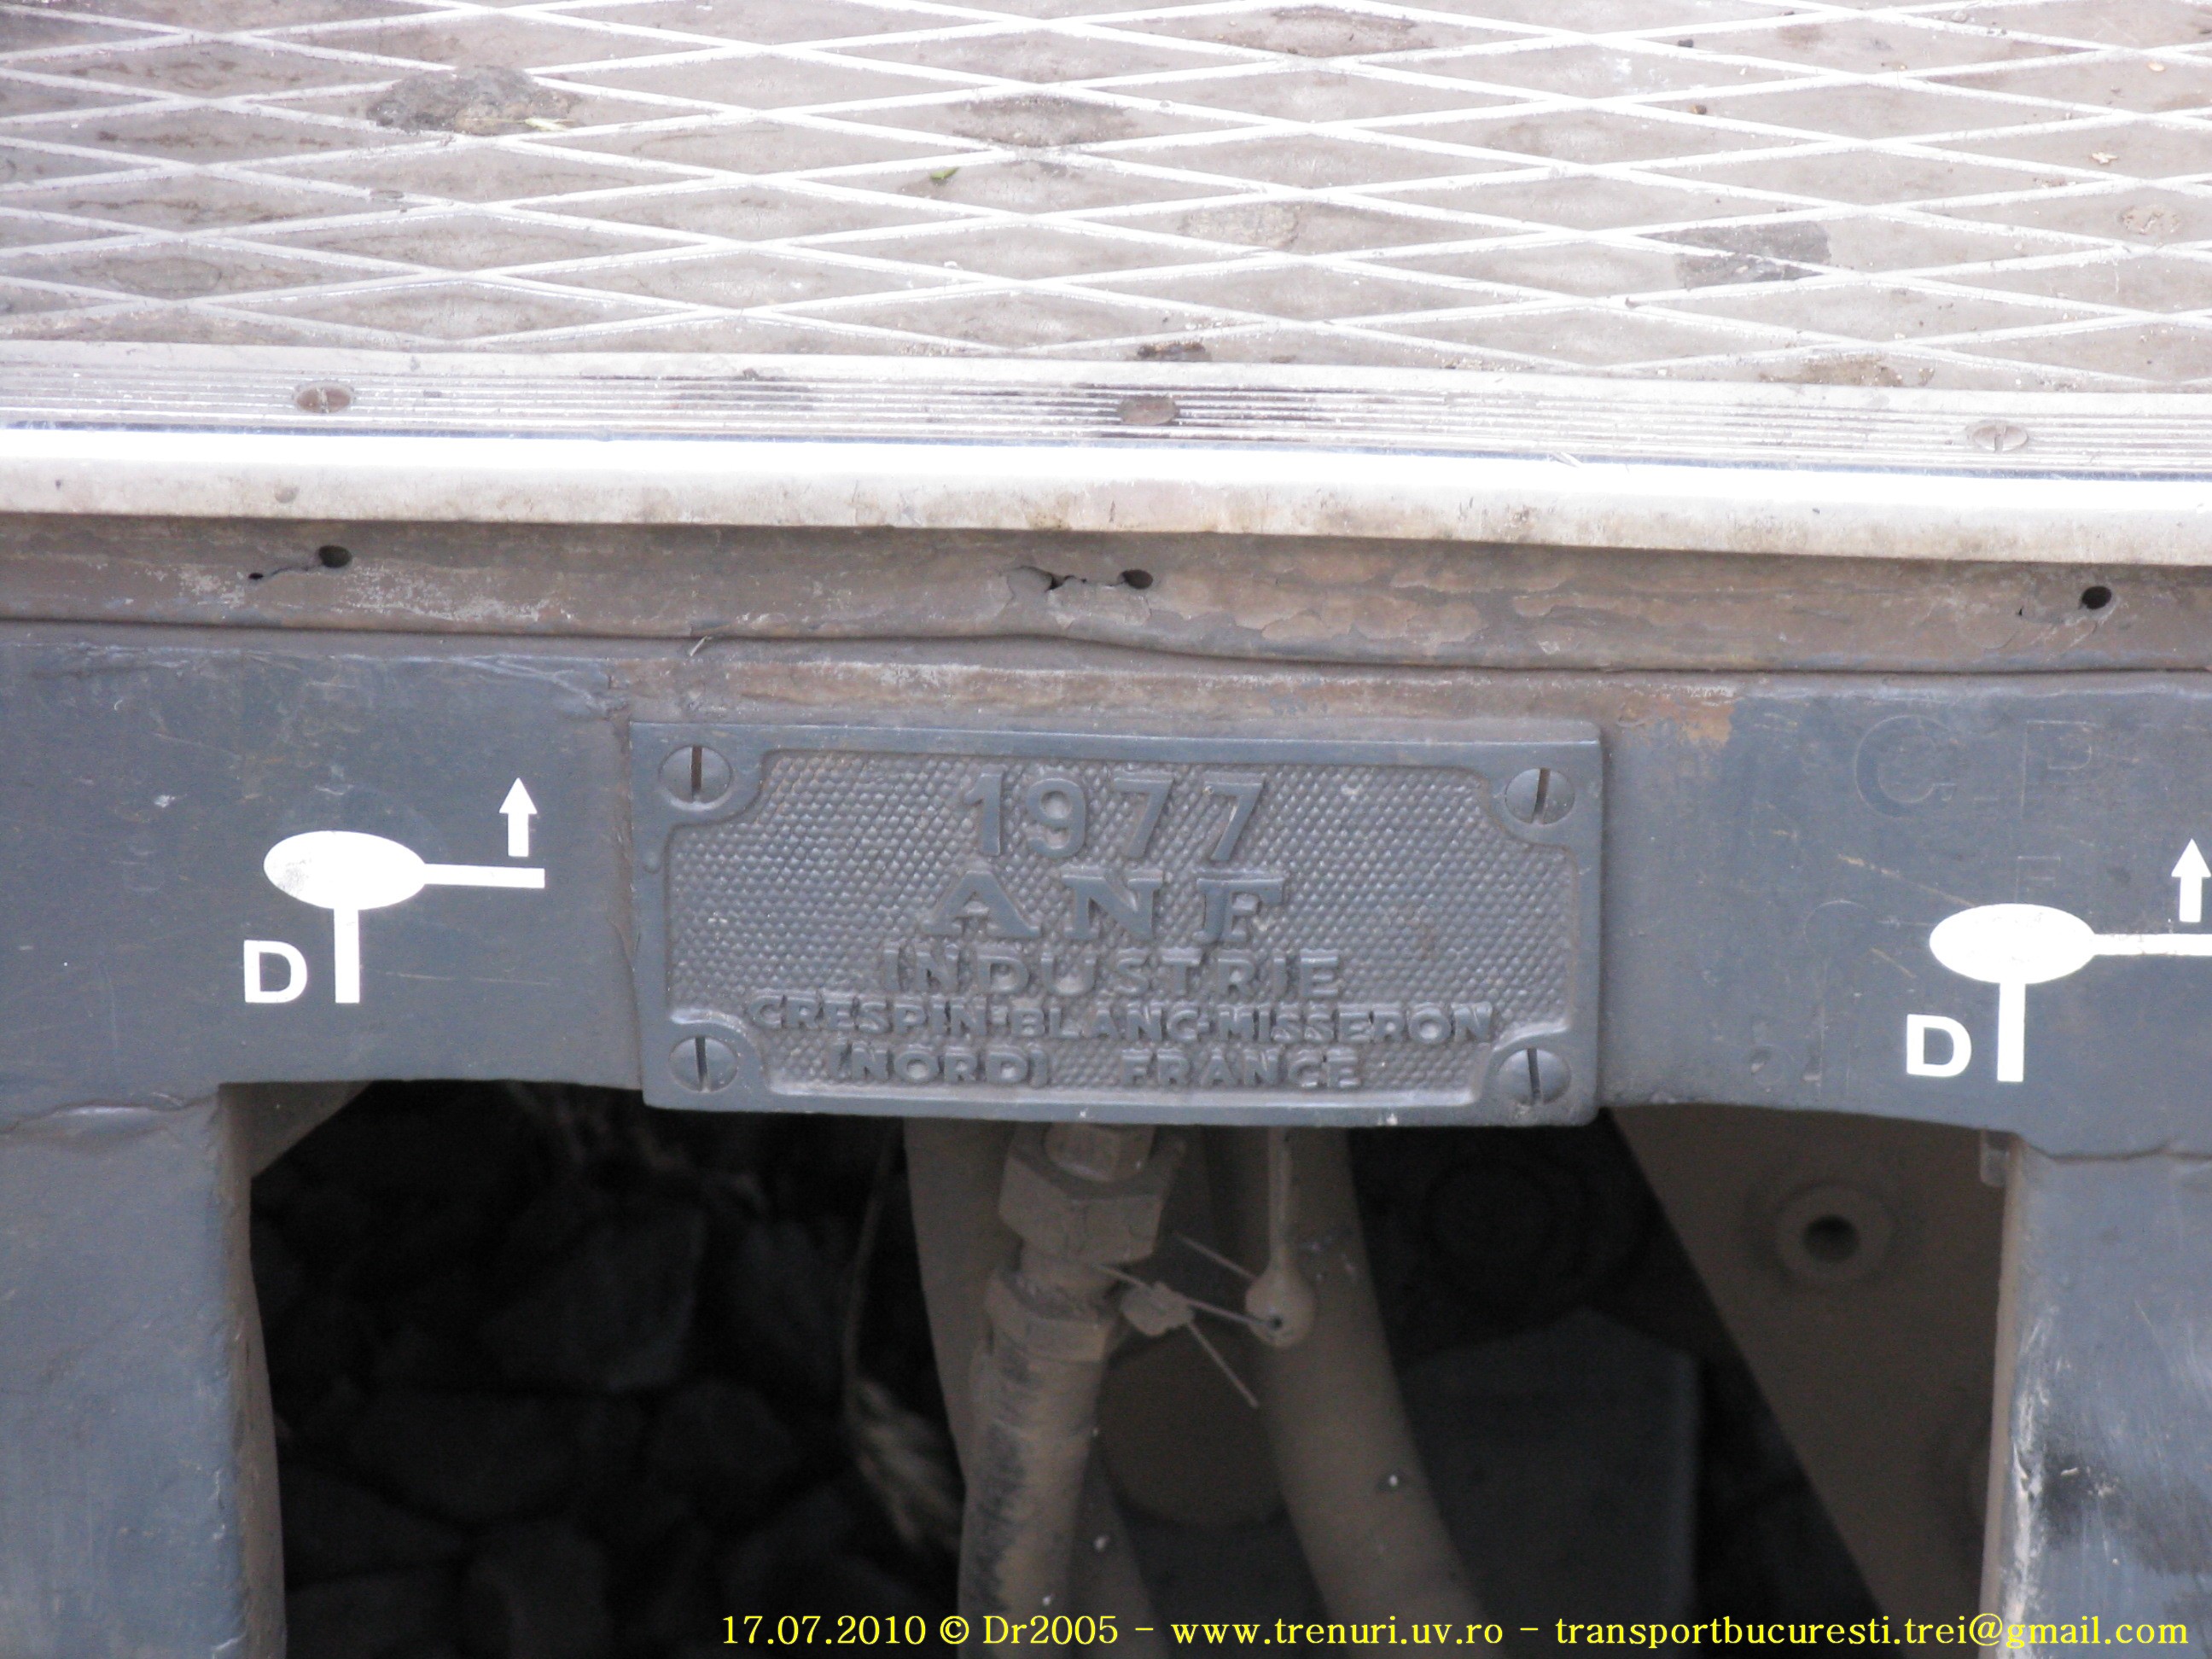 1977
ANF
INDUSTRIE
CRESPIN-BLANC-MISSERON
(NORD) FRANCE
D
D
17.07.2010 © Dr2005 - www.trenuri.uv.ro - transportbucuresti.trei@gmail.com